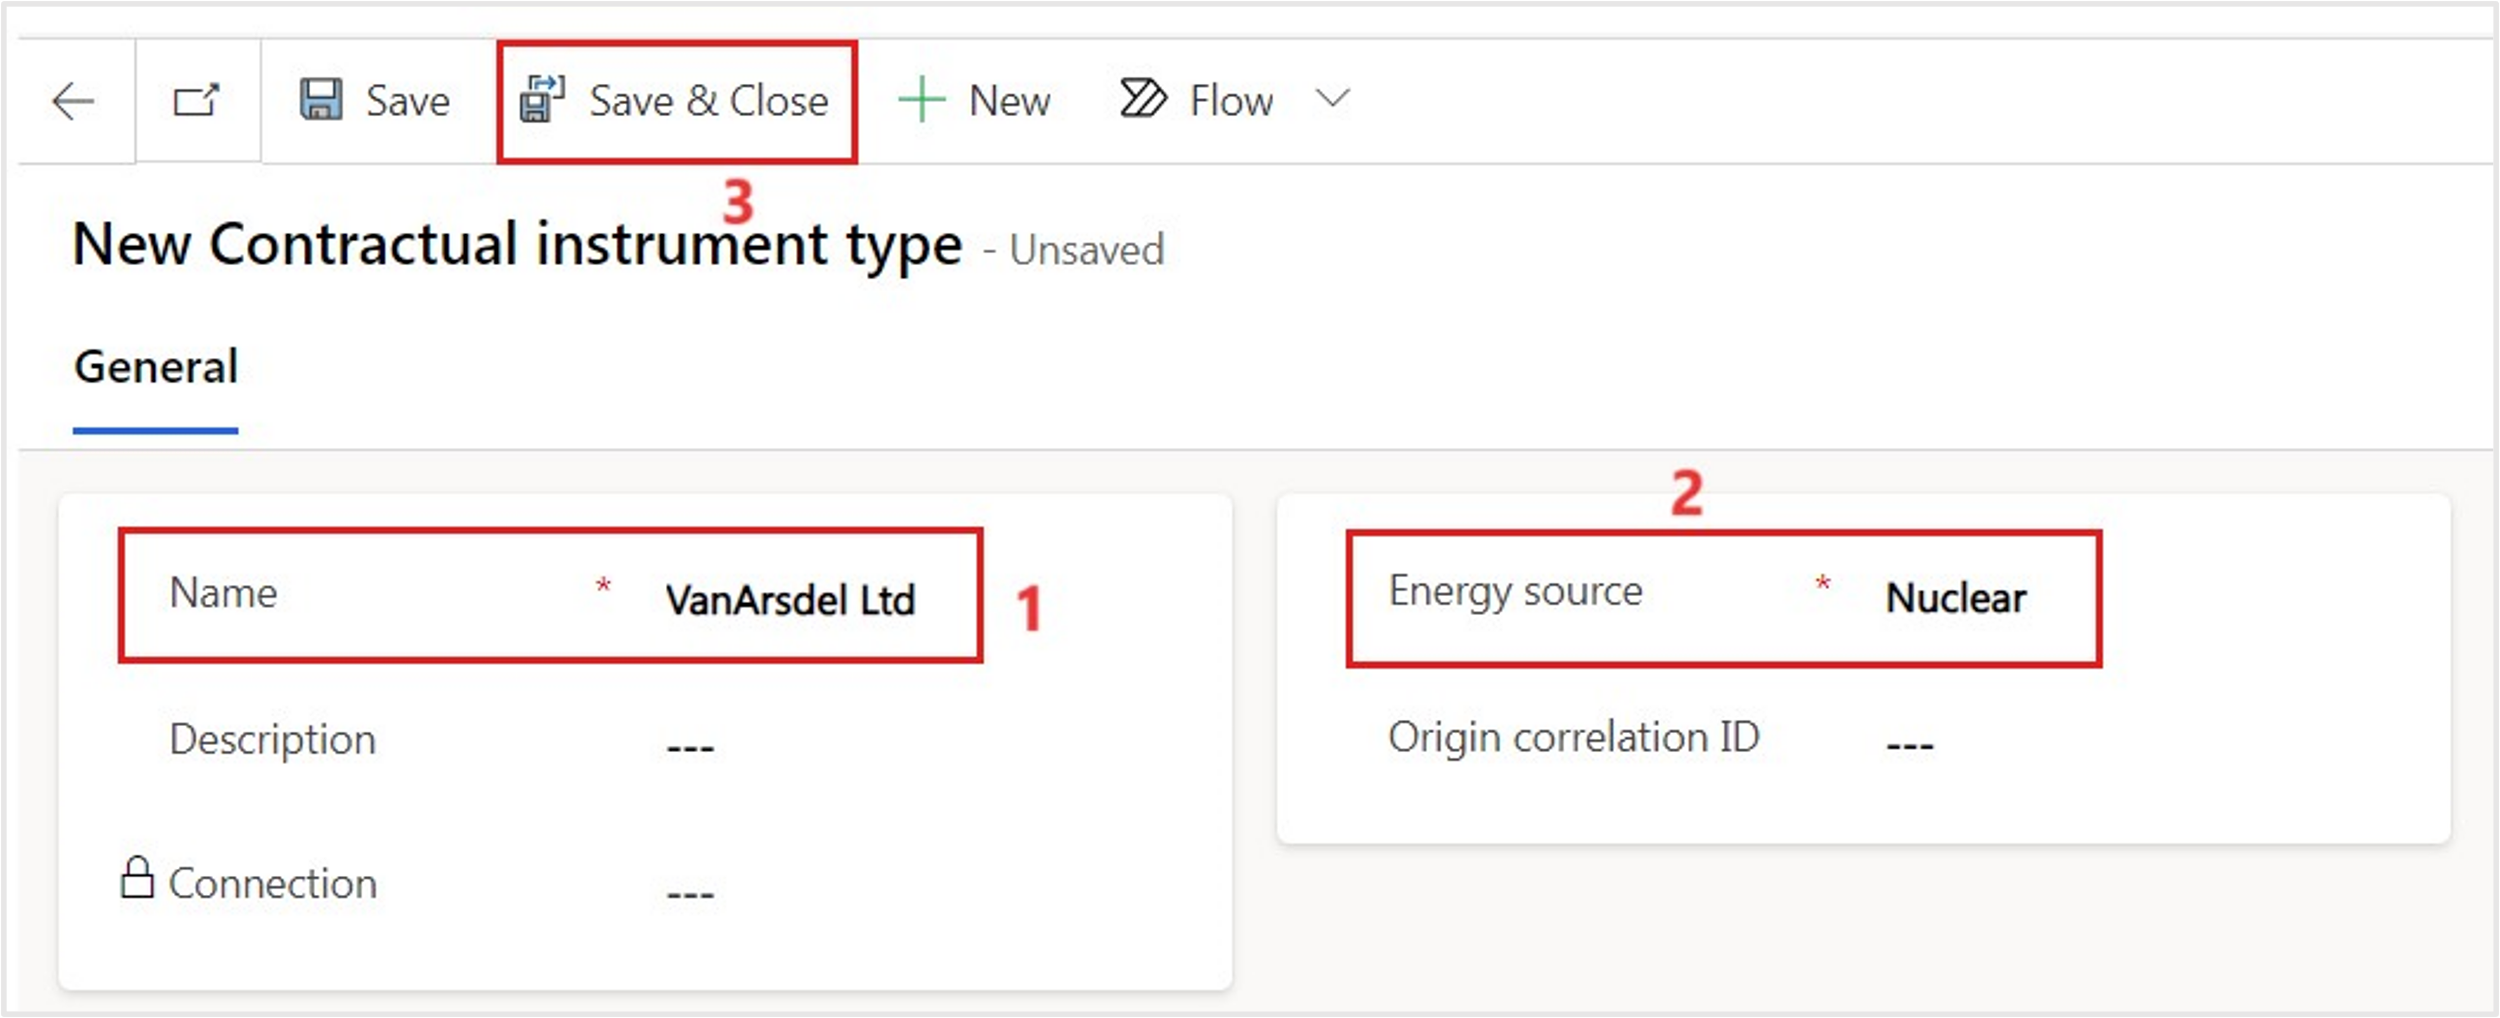 Save Save & Close New Flow
3
New Contractual instrument type - Unsaved
General
2
Name * VanArsdel Ltd 1
Energy source * Nuclear
Description ---
Origin correlation ID ---
Connection ---